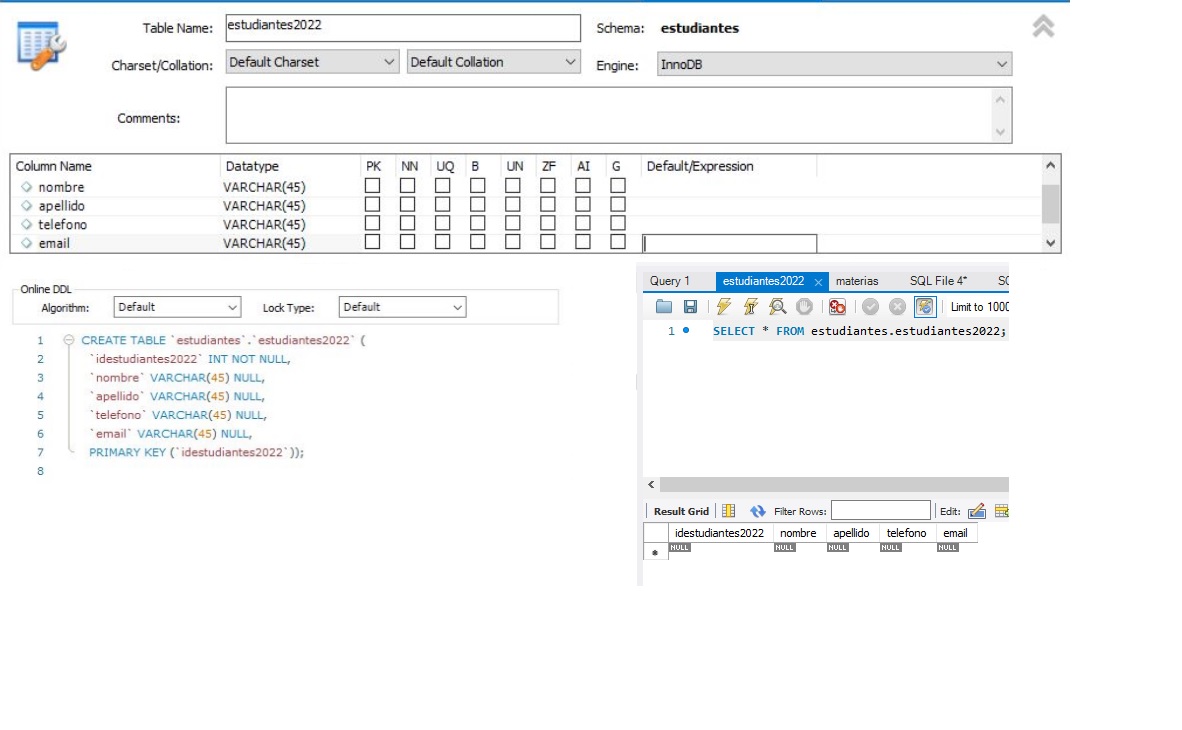 Table Name: estudiantes2022 Schema: estudiantes
Charset/Collation: Default Charset Default Collation Engine: InnoDB
Comments:
Column Name Datatype PK NN UQ B UN ZF AI G Default/Expression
nombre VARCHAR(45)
apellido VARCHAR(45)
telefono VARCHAR(45)
email VARCHAR(45)
Online DDL
Algorithm: Default Lock Type: Default
1 CREATE TABLE `estudiantes`.`estudiantes2022` (
2 `idestudiantes2022` INT NOT NULL,
3 `nombre` VARCHAR(45) NULL,
4 `apellido` VARCHAR(45) NULL,
5 `telefono` VARCHAR(45) NULL,
6 `email` VARCHAR(45) NULL,
7 PRIMARY KEY (`idestudiantes2022`));
8
Query 1 estudiantes2022 × materias SQL File 4* SQ
Limit to 1000
1 SELECT * FROM estudiantes.estudiantes2022;
Result Grid Filter Rows: Edit:
idestudiantes2022 nombre apellido telefono email
* NULL NULL NULL NULL NULL